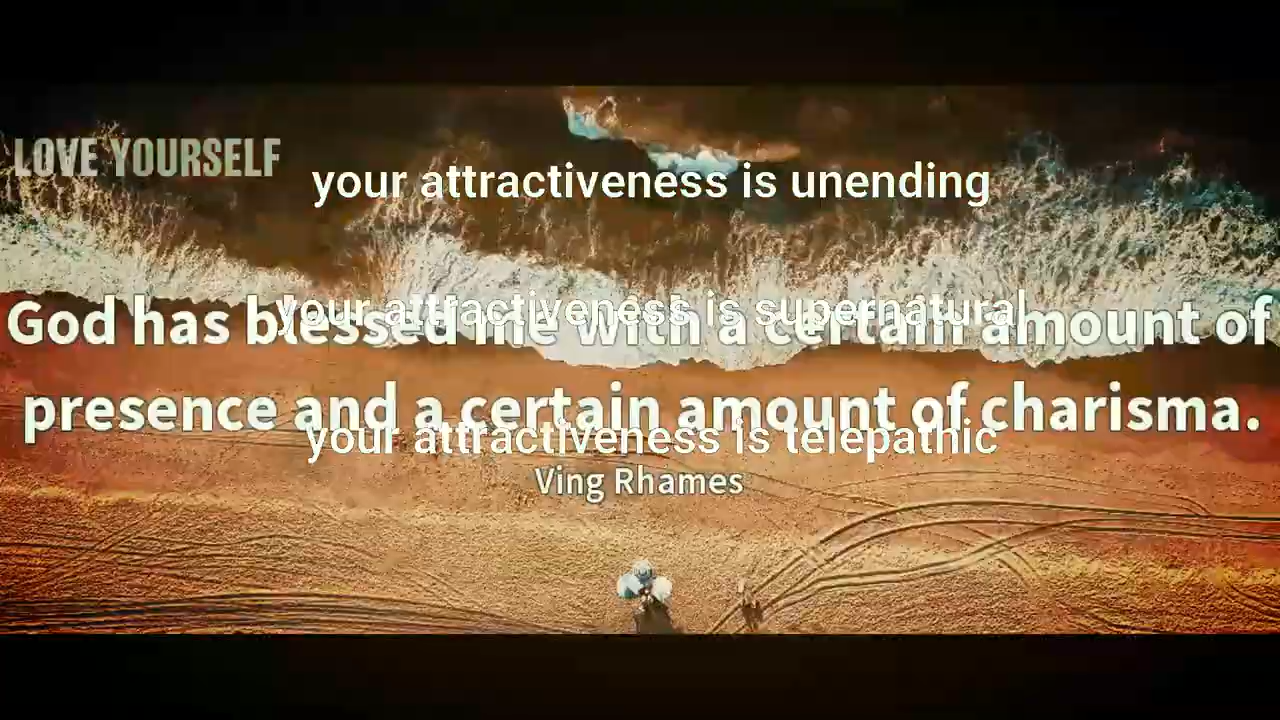 LOVE YOURSELF
your attractiveness is unending
your attractiveness is supernatural
God has blessed me with a certain amount of
presence and a certain amount of charisma.
your attractiveness is telepathic
Ving Rhames